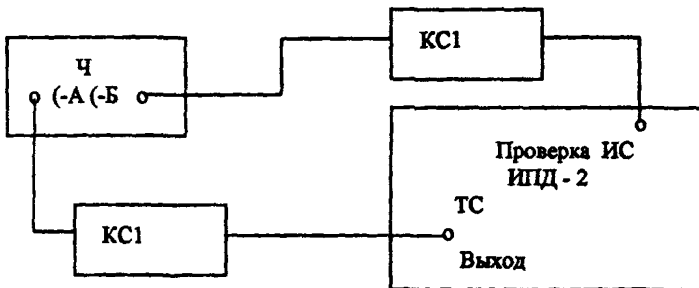 КС1
Ч
(-А (-Б
Проверка ИС
ИПД - 2
ТС
КС1
Выход